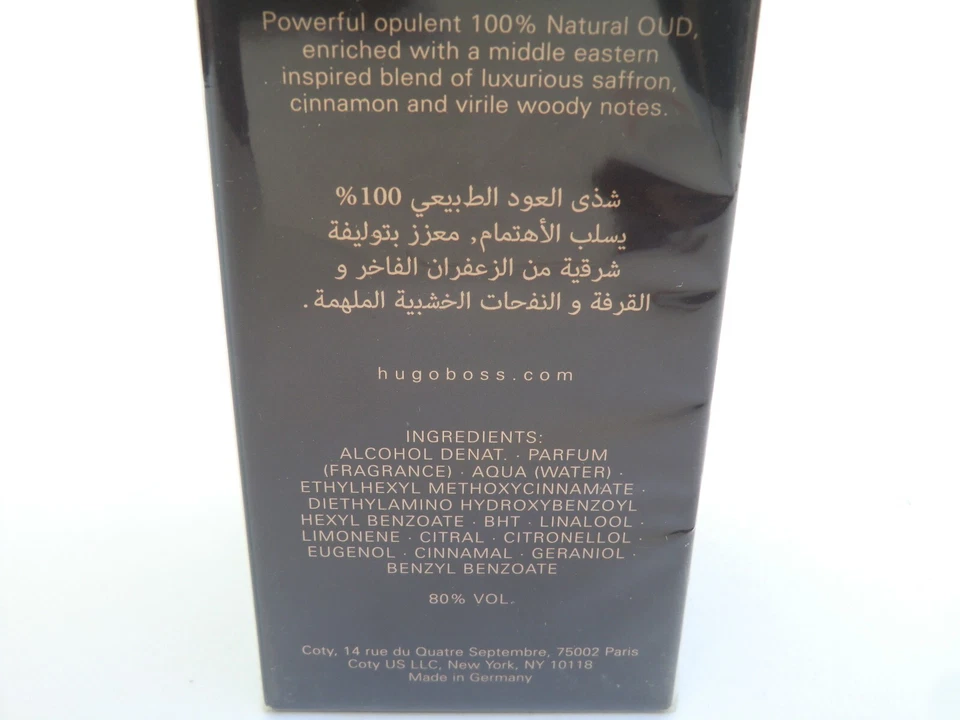 Powerful opulent 100% Natural OUD,
enriched with a middle eastern
inspired blend of luxurious saffron,
cinnamon and virile woody notes.
شذى العود الطبيعي 100%
يسلب الأهتمام, معزز بتوليفة
شرقية من الزعفران الفاخر و
القرفة و النفحات الخشبية الملهمة.
hugoboss.com
INGREDIENTS:
ALCOHOL DENAT. · PARFUM
(FRAGRANCE) · AQUA (WATER) ·
ETHYLHEXYL METHOXYCINNAMATE ·
DIETHYLAMINO HYDROXYBENZOYL
HEXYL BENZOATE · BHT · LINALOOL ·
LIMONENE · CITRAL · CITRONELLOL ·
EUGENOL · CINNAMAL · GERANIOL ·
BENZYL BENZOATE
80% VOL.
Coty, 14 rue du Quatre Septembre, 75002 Paris
Coty US LLC, New York, NY 10118
Made in Germany